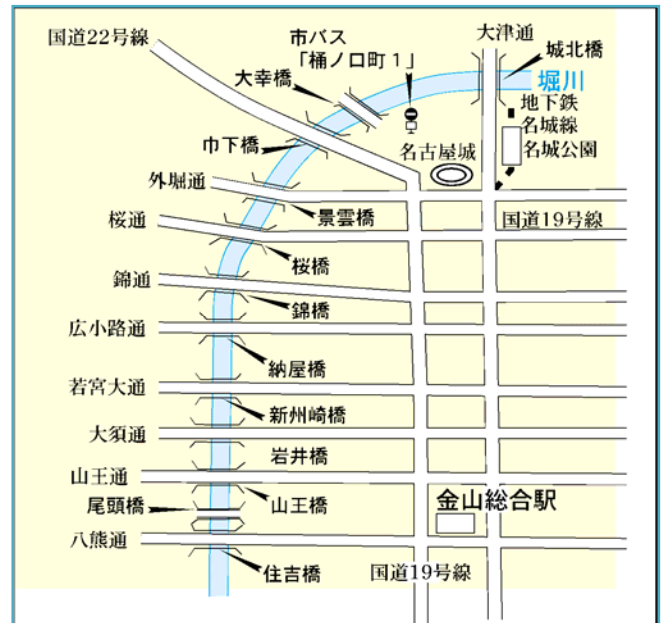 国道22号線
市バス
「桶ノ口町1」
大津通
城北橋
堀川
大幸橋
地下鉄
名城線
名城公園
巾下橋
名古屋城
外堀通
景雲橋
国道19号線
桜通
桜橋
錦通
錦橋
広小路通
納屋橋
若宮大通
新州崎橋
大須通
岩井橋
山王通
山王橋
金山総合駅
尾頭橋
八熊通
住吉橋
国道19号線